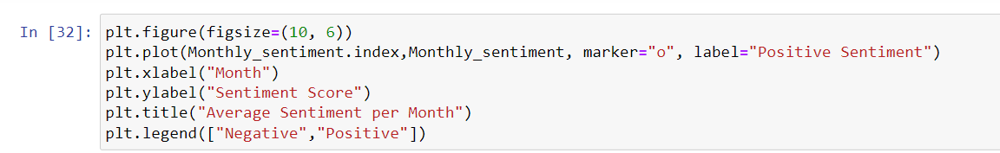 In [32]: plt.figure(figsize=(10, 6))
plt.plot(Monthly_sentiment.index,Monthly_sentiment, marker="o", label="Positive Sentiment")
plt.xlabel("Month")
plt.ylabel("Sentiment Score")
plt.title("Average Sentiment per Month")
plt.legend(["Negative","Positive"])